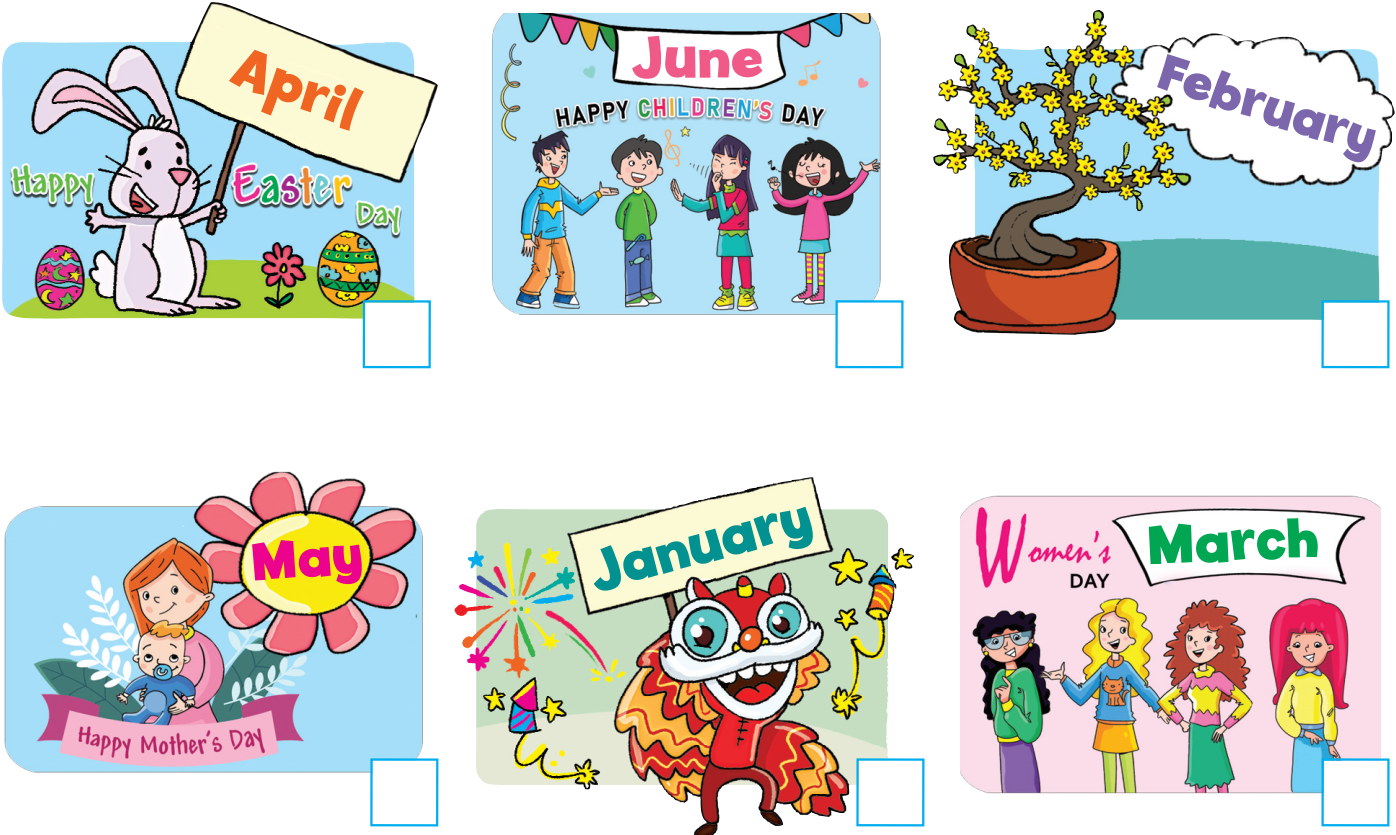 April
Happy Easter Day
June
HAPPY CHILDREN'S DAY
February
May
Happy Mother's Day
January
Women's
DAY
March